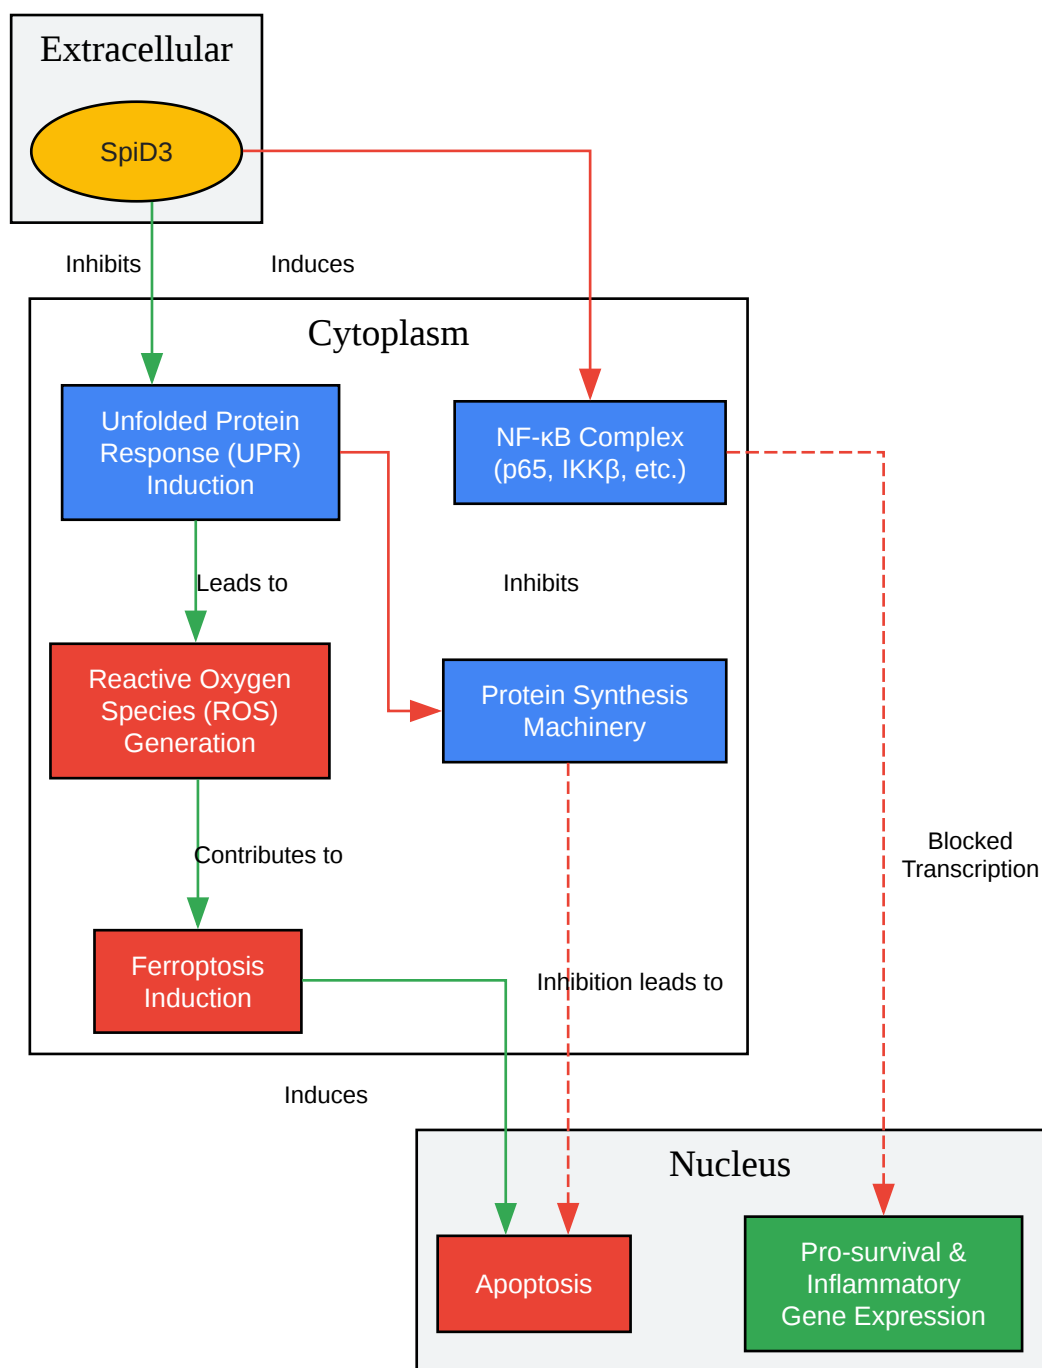 Extracellular
SpiD3
Inhibits
Induces
Cytoplasm
Unfolded Protein
Response (UPR)
Induction
NF-κB Complex
(p65, IKKβ, etc.)
Leads to
Inhibits
Reactive Oxygen
Species (ROS)
Generation
Protein Synthesis
Machinery
Contributes to
Blocked
Transcription
Ferroptosis
Induction
Inhibition leads to
Induces
Nucleus
Apoptosis
Pro-survival &
Inflammatory
Gene Expression